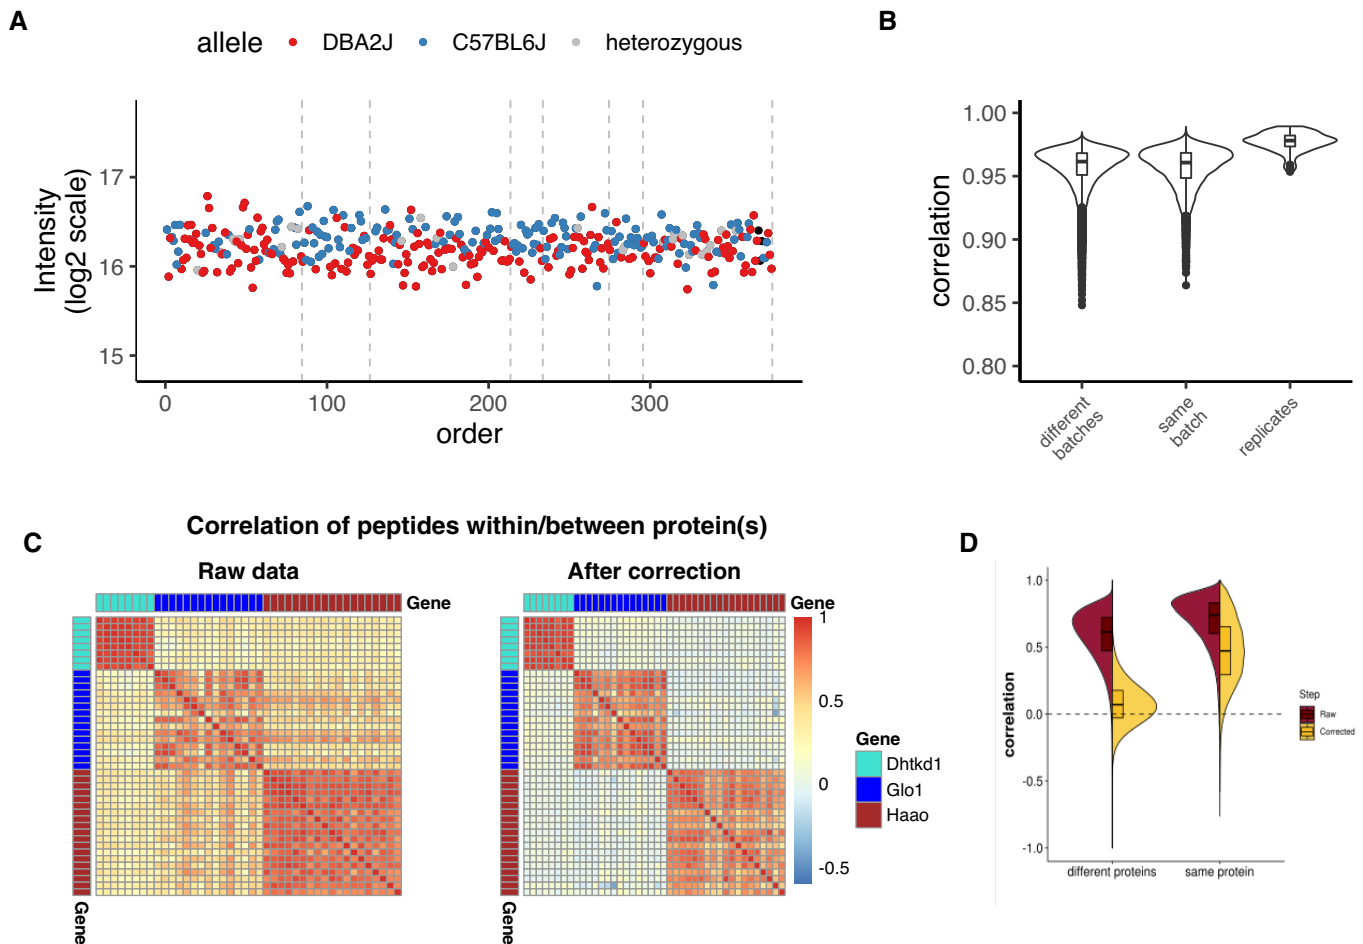 A
allele DBA2J C57BL6J heterozygous
Intensity
(log2 scale)
17
16
15
0 100 200 300
order
B
correlation
1.00
0.95
0.90
0.85
0.80
different
batches
same
batch
replicates
Correlation of peptides within/between protein(s)
C
Raw data
Gene
Gene
After correction
Gene
Gene
1
0.5
0
-0.5
Gene
Dhtkd1
Glo1
Haao
D
correlation
1.0
0.5
0.0
-0.5
-1.0
different proteins same protein
Step
Raw
Corrected